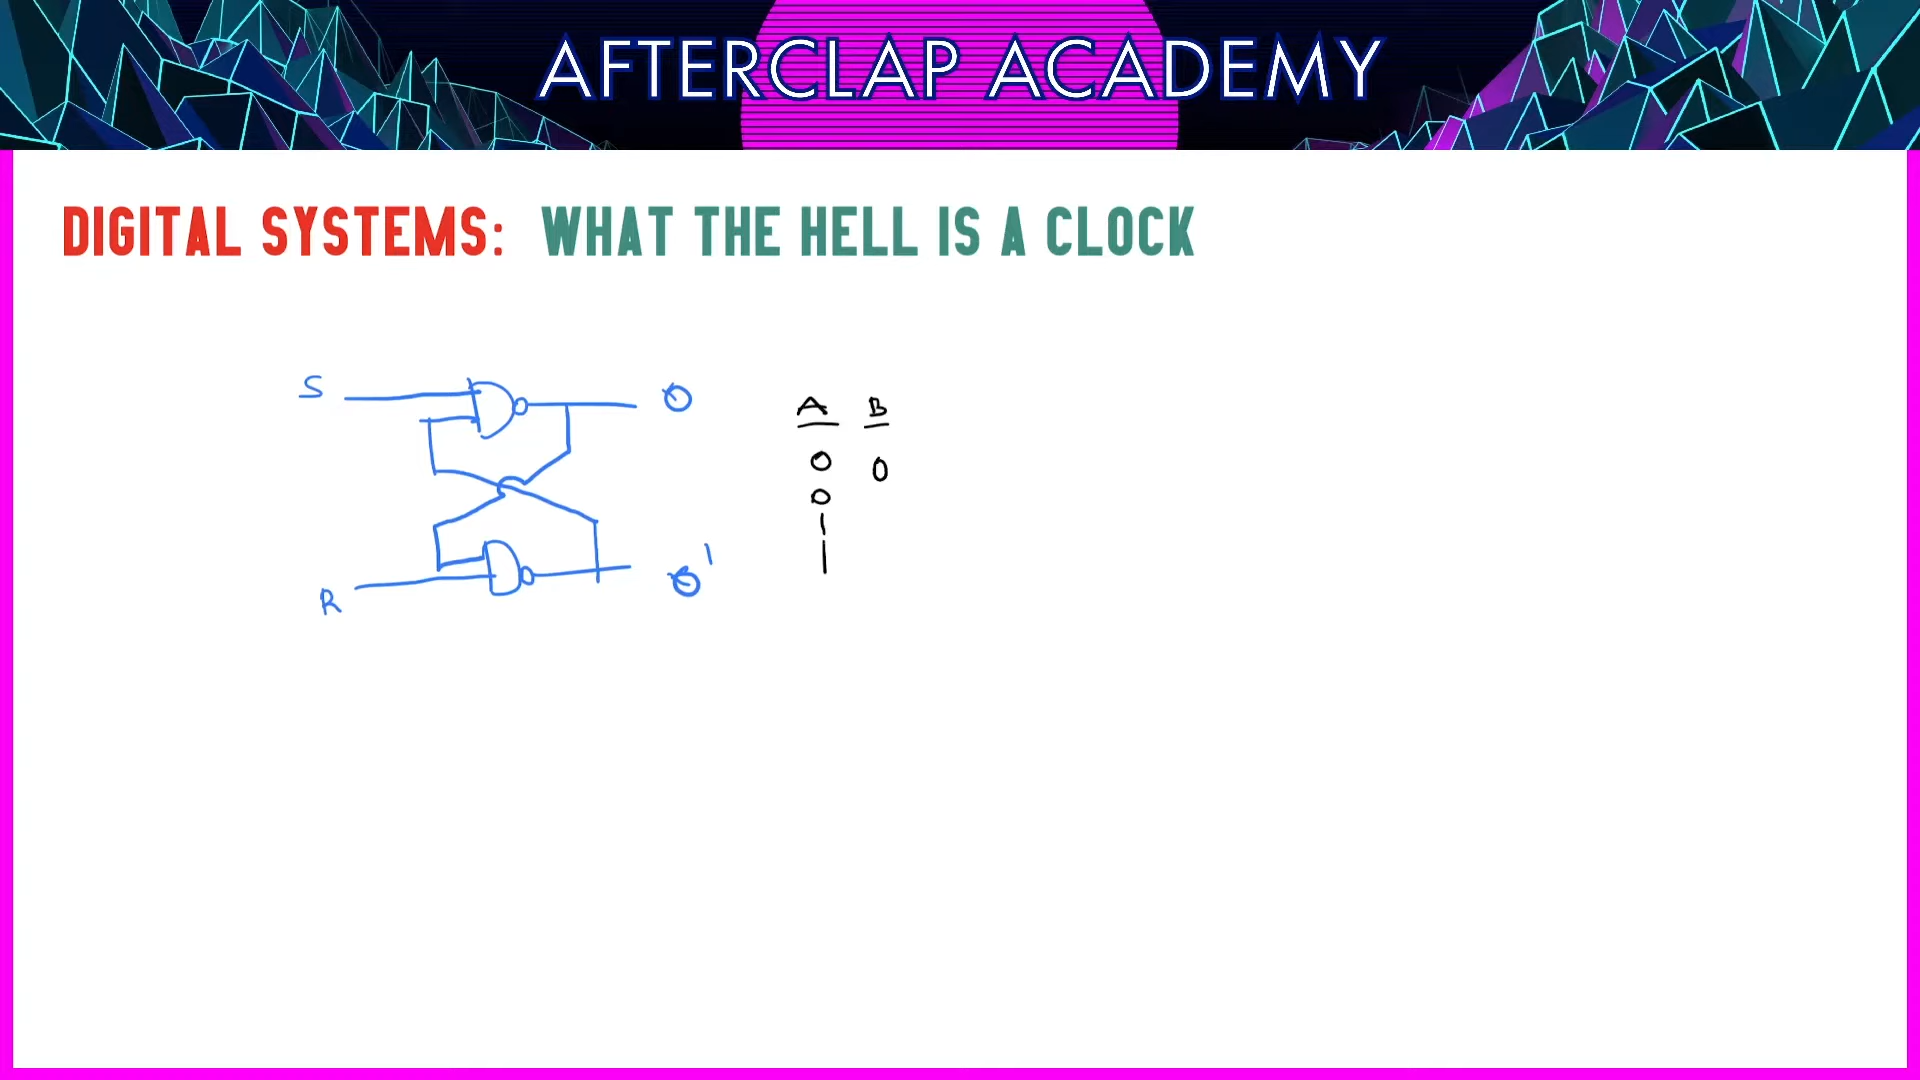 AFTERCLAP ACADEMY
DIGITAL SYSTEMS: WHAT THE HELL IS A CLOCK
S
Q
R
Q'
A B
0 0
0
1
1